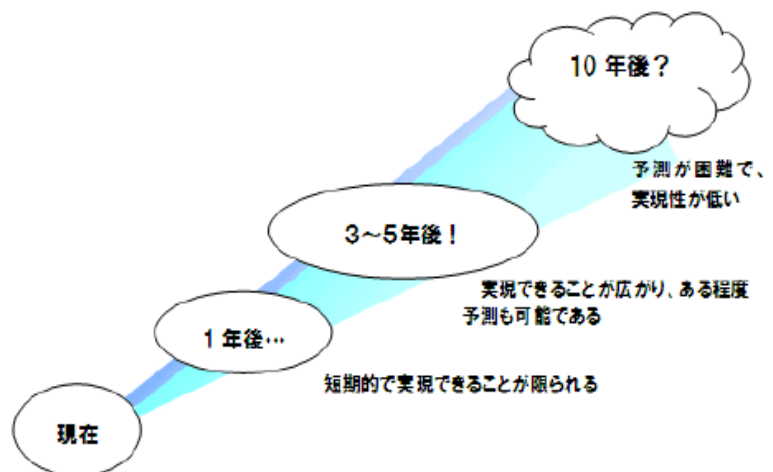 10 年後？
予測が困難で、
実現性が低い
3～5年後！
実現できることが広がり、ある程度
予測も可能である
1 年後…
短期的で実現できることが限られる
現在